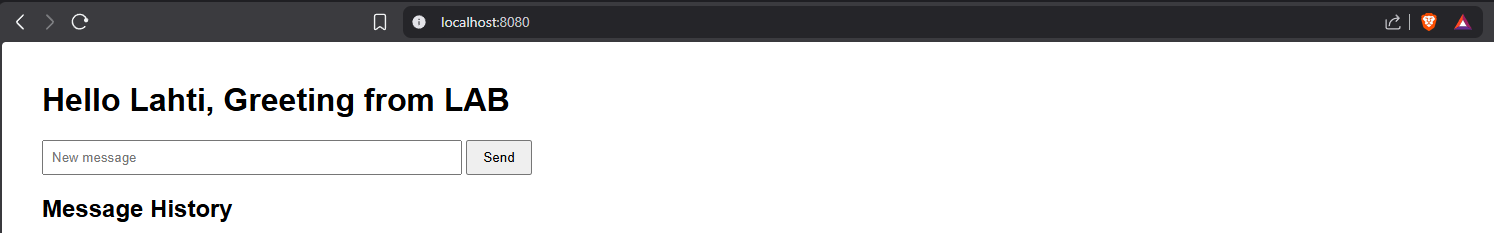 localhost:8080
Hello Lahti, Greeting from LAB
New message
Send
Message History